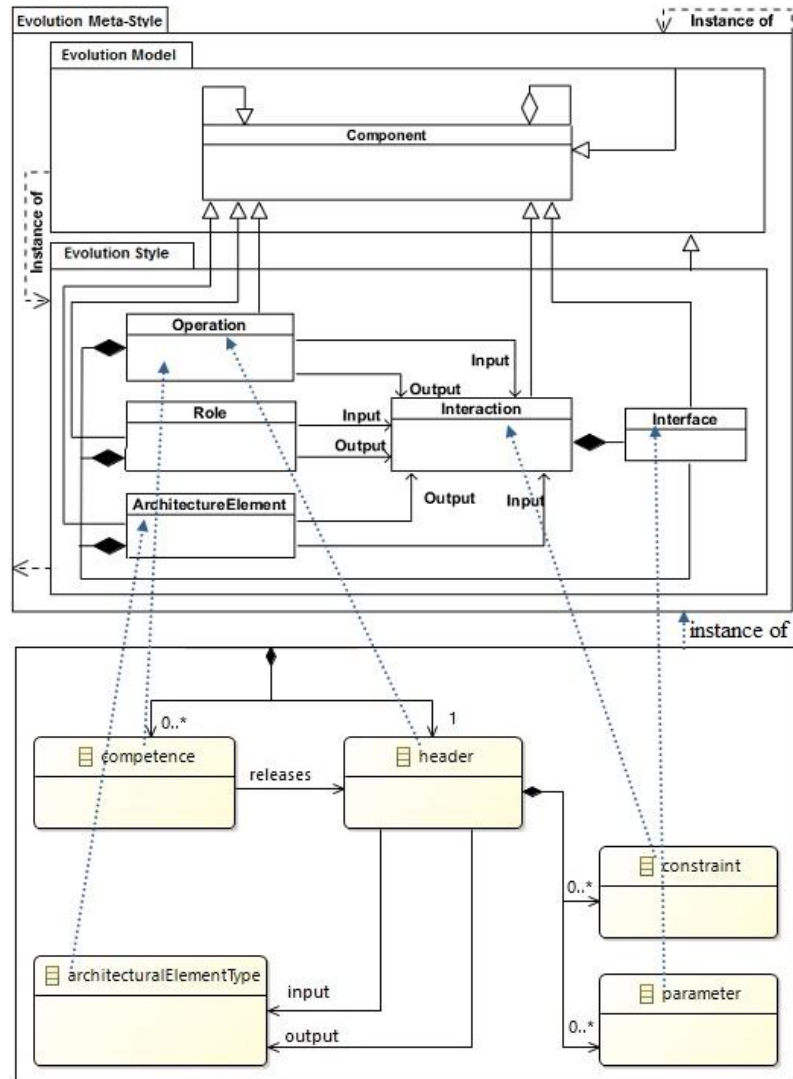 Evolution Meta-Style
Instance of
Evolution Model
Component
Instance of
Evolution Style
Operation
Input
Output
Role
Input
Interaction
Interface
Output
ArchitectureElement
Output
Input
instance of
0..*
1
competence
header
releases
constraint
0..*
architecturalElementType
input
parameter
output
0..*